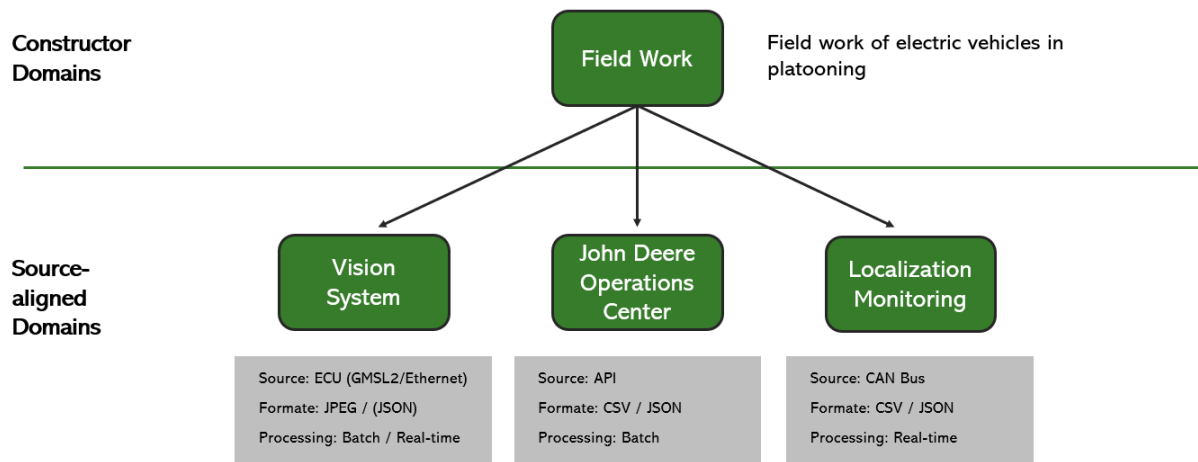 Constructor
Domains
Field Work
Field work of electric vehicles in
platooning
Source-
aligned
Domains
Vision
System
John Deere
Operations
Center
Localization
Monitoring
Source: ECU (GMSL2/Ethernet)
Formate: JPEG / (JSON)
Processing: Batch / Real-time
Source: API
Formate: CSV / JSON
Processing: Batch
Source: CAN Bus
Formate: CSV / JSON
Processing: Real-time